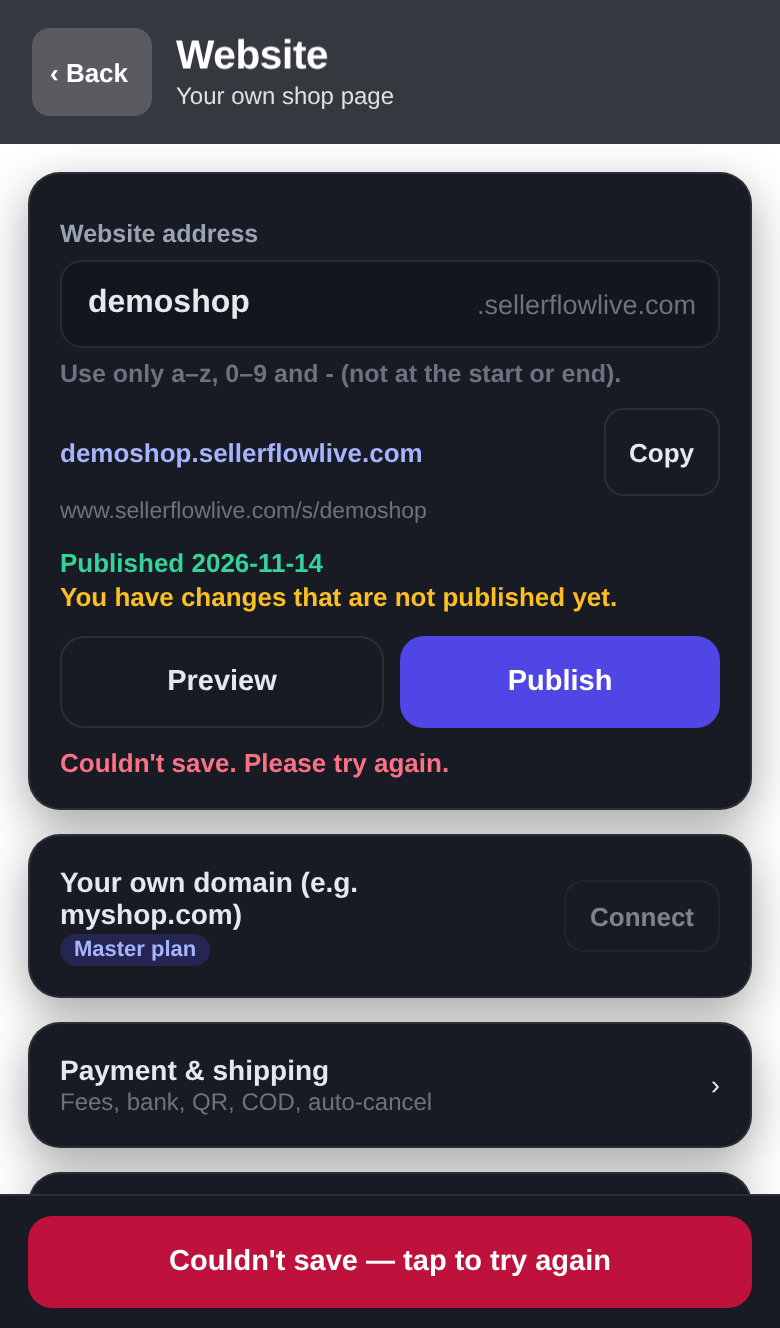 ‹ Back
Website
Your own shop page
Website address
demoshop
.sellerflowlive.com
Use only a–z, 0–9 and - (not at the start or end).
demoshop.sellerflowlive.com
Copy
www.sellerflowlive.com/s/demoshop
Published 2026-11-14
You have changes that are not published yet.
Preview
Publish
Couldn't save. Please try again.
Your own domain (e.g.
myshop.com)
Master plan
Connect
Payment & shipping
Fees, bank, QR, COD, auto-cancel
›
Couldn't save — tap to try again